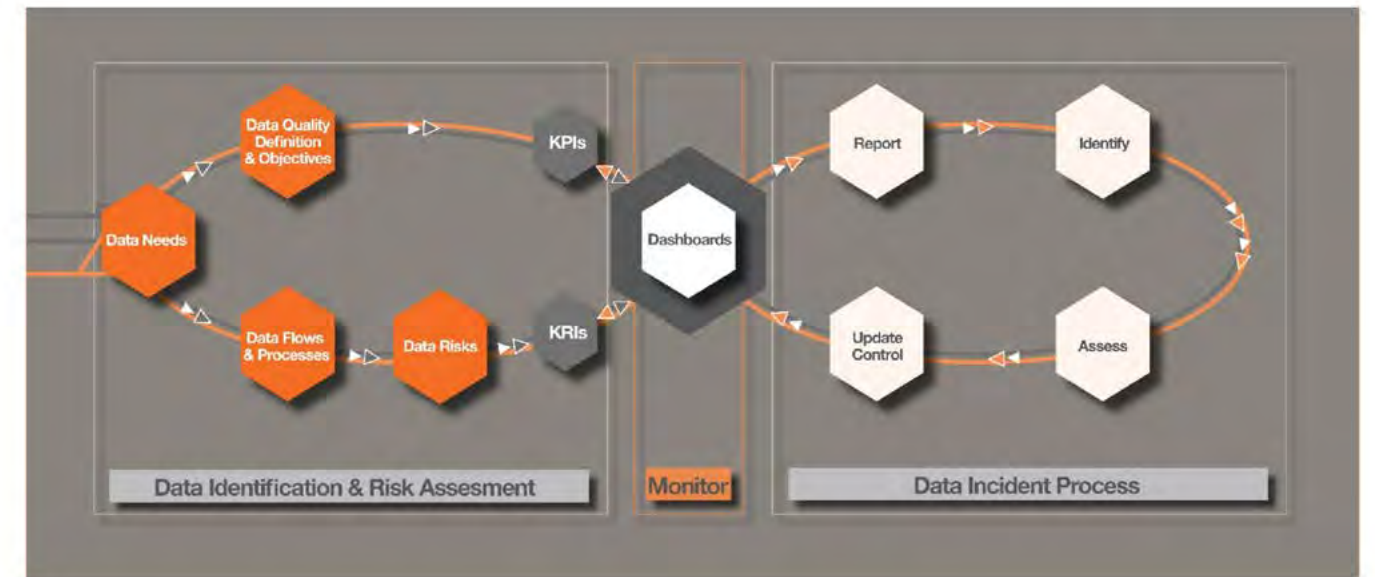 Data Quality
Definition
& Objectives
KPIs
Report
Identify
Data Needs
Dashboards
Data Flows
& Processes
Data Risks
KRIs
Update
Control
Assess
Data Identification & Risk Assesment
Monitor
Data Incident Process